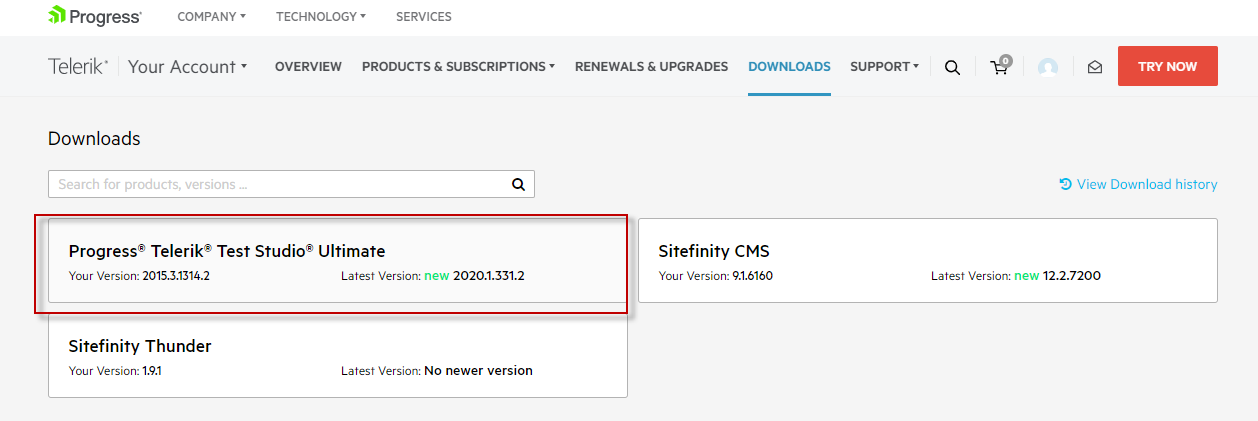 Progress®
COMPANY TECHNOLOGY SERVICES
Telerik® Your Account OVERVIEW PRODUCTS & SUBSCRIPTIONS RENEWALS & UPGRADES DOWNLOADS SUPPORT 0 TRY NOW
Downloads
Search for products, versions ...
View Download history
Progress® Telerik® Test Studio® Ultimate
Your Version: 2015.3.1314.2 Latest Version: new 2020.1.331.2
Sitefinity CMS
Your Version: 9.1.6160 Latest Version: new 12.2.7200
Sitefinity Thunder
Your Version: 1.9.1 Latest Version: No newer version